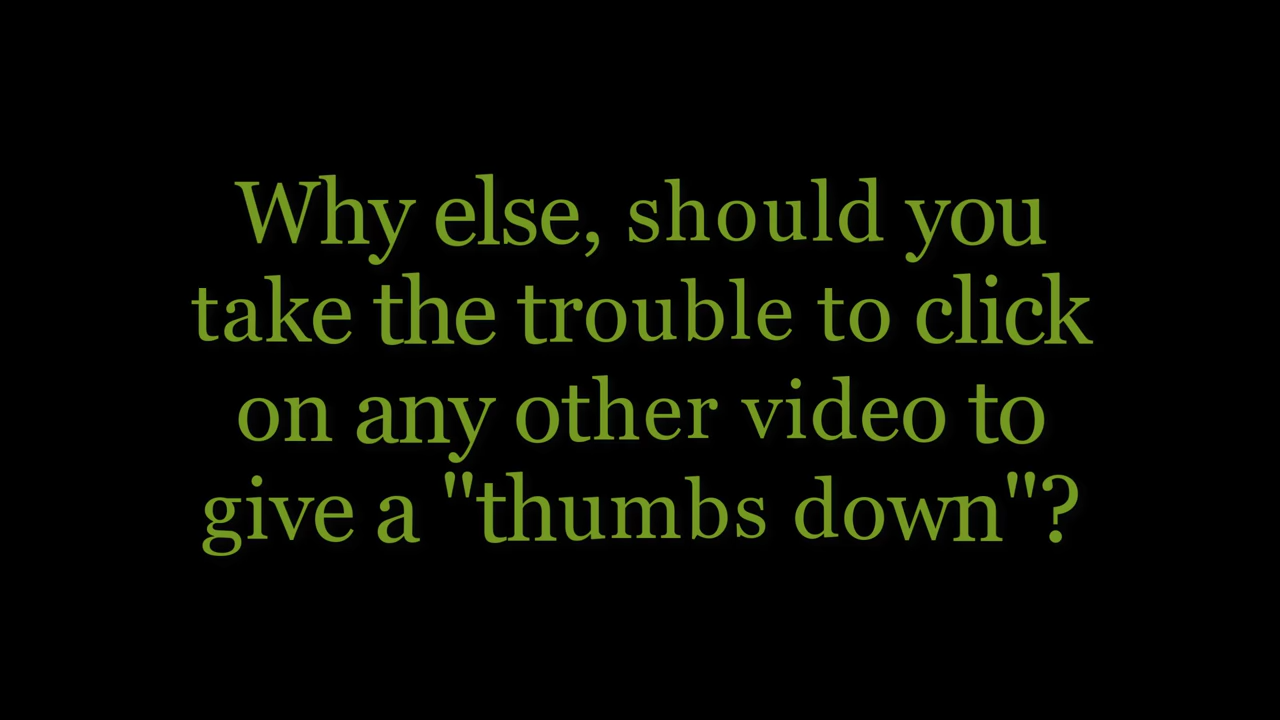 Why else, should you
take the trouble to click
on any other video to
give a "thumbs down"?